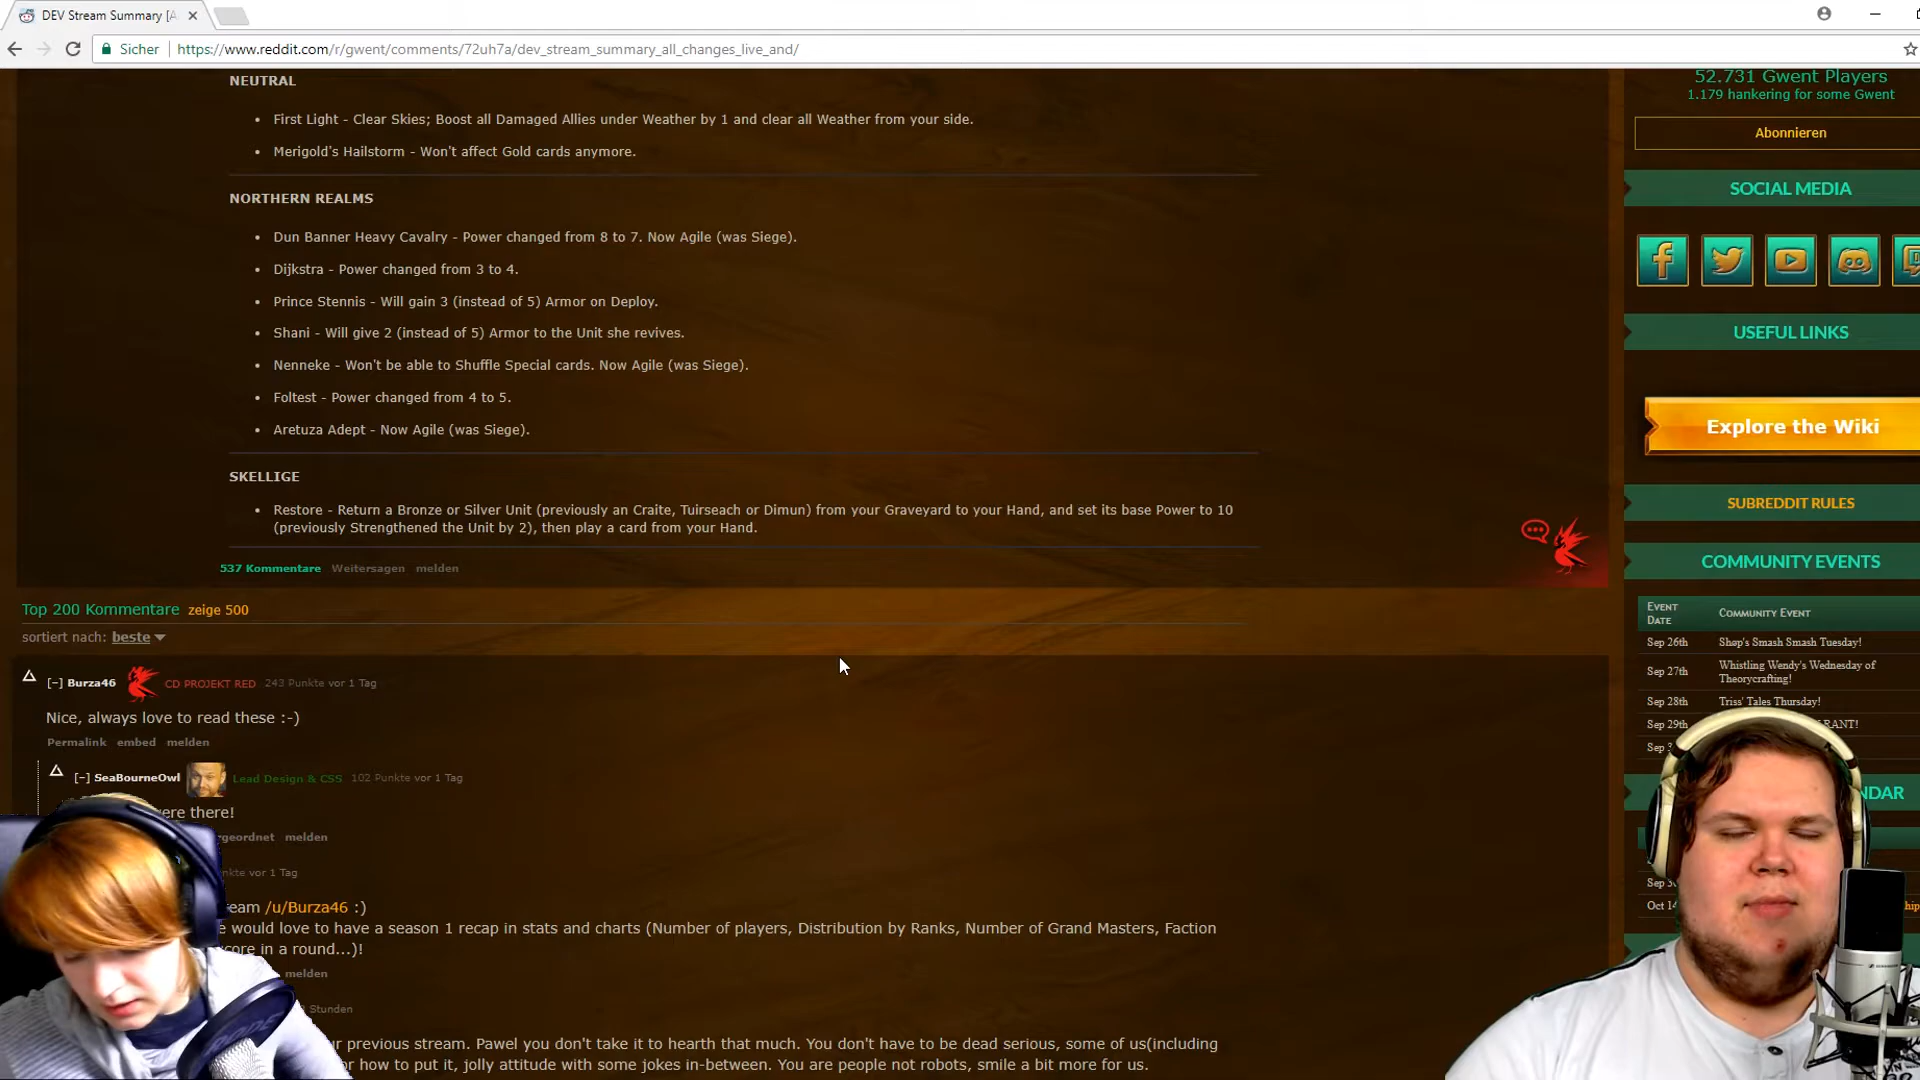 DEV Stream Summary [A
Sicher
https://www.reddit.com/r/gwent/comments/72uh7a/dev_stream_summary_all_changes_live_and/
NEUTRAL
• First Light - Clear Skies; Boost all Damaged Allies under Weather by 1 and clear all Weather from your side.
• Merigold's Hailstorm - Won't affect Gold cards anymore.
NORTHERN REALMS
• Dun Banner Heavy Cavalry - Power changed from 8 to 7. Now Agile (was Siege).
• Dijkstra - Power changed from 3 to 4.
• Prince Stennis - Will gain 3 (instead of 5) Armor on Deploy.
• Shani - Will give 2 (instead of 5) Armor to the Unit she revives.
• Nenneke - Won't be able to Shuffle Special cards. Now Agile (was Siege).
• Foltest - Power changed from 4 to 5.
• Aretuza Adept - Now Agile (was Siege).
SKELLIGE
• Restore - Return a Bronze or Silver Unit (previously an Craite, Tuirseach or Dimun) from your Graveyard to your Hand, and set its base Power to 10
(previously Strengthened the Unit by 2), then play a card from your Hand.
537 Kommentare Weitersagen melden
Top 200 Kommentare zeige 500
sortiert nach: beste
[–] Burza46 CD PROJEKT RED 243 Punkte vor 1 Tag
Nice, always love to read these :-)
Permalink embed melden
[–] SeaBourneOwl Lead Design & CSS 102 Punkte vor 1 Tag
ere there!
geordnet melden
nkte vor 1 Tag
eam /u/Burza46 :)
e would love to have a season 1 recap in stats and charts (Number of players, Distribution by Ranks, Number of Grand Masters, Faction
core in a round...)!
melden
Stunden
r previous stream. Pawel you don't take it to hearth that much. You don't have to be dead serious, some of us(including
or how to put it, jolly attitude with some jokes in-between. You are people not robots, smile a bit more for us.
52.731 Gwent Players
1.179 hankering for some Gwent
Abonnieren
SOCIAL MEDIA
USEFUL LINKS
Explore the Wiki
SUBREDDIT RULES
COMMUNITY EVENTS
EVENT DATE COMMUNITY EVENT
Sep 26th Shøp's Smash Smash Tuesday!
Sep 27th Whistling Wendy's Wednesday of Theorycrafting!
Sep 28th Triss' Tales Thursday!
Sep 29th RANT!
Sep 3
NDAR
Sep 3
Oct 14 hip